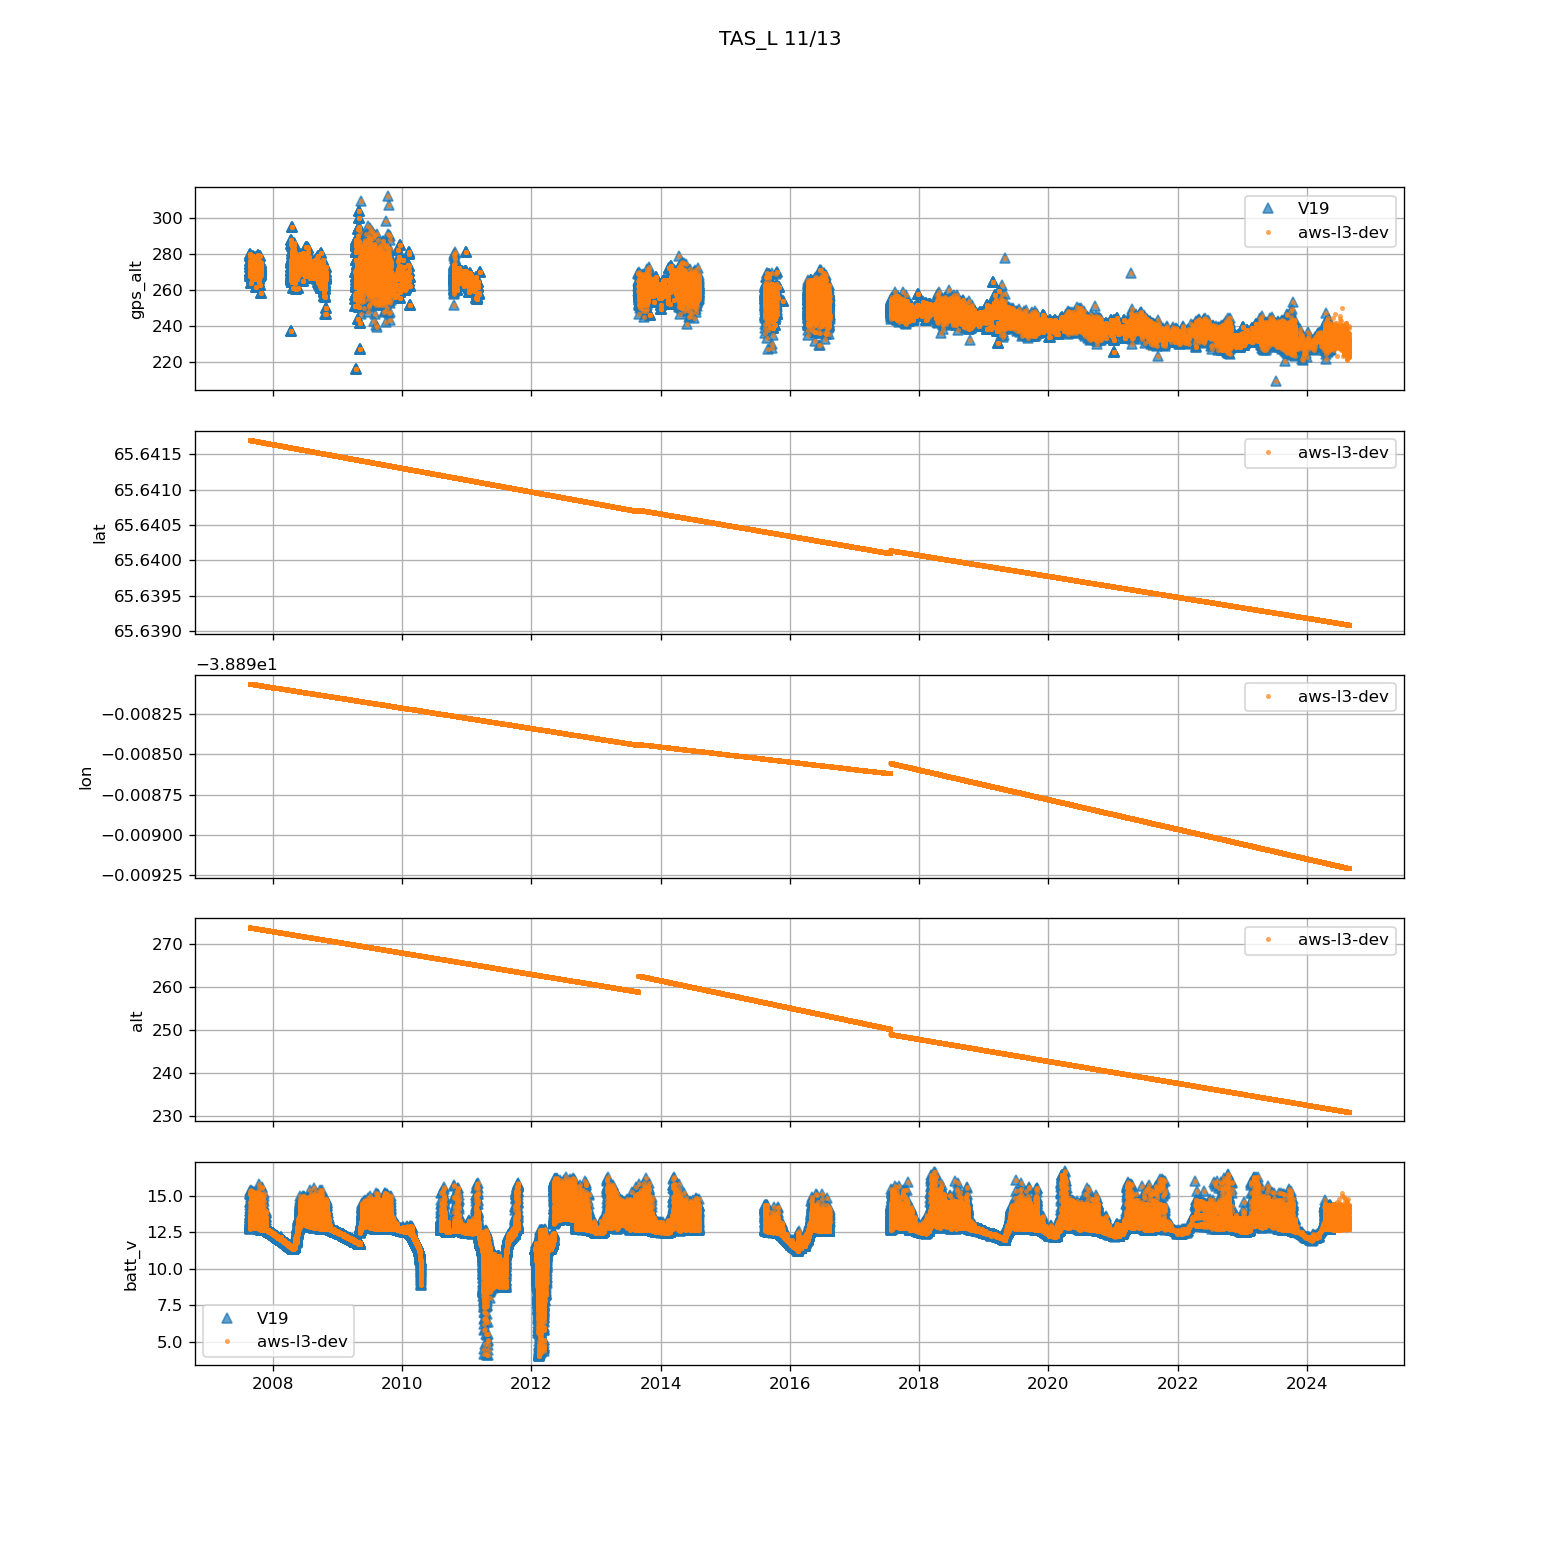 TAS_L 11/13
300
280
260
240
220
gps_alt
V19
aws-l3-dev
65.6415
65.6410
65.6405
65.6400
65.6395
65.6390
lat
aws-l3-dev
−3.889e1
−0.00825
−0.00850
−0.00875
−0.00900
−0.00925
lon
aws-l3-dev
270
260
250
240
230
alt
aws-l3-dev
15.0
12.5
10.0
7.5
5.0
batt_v
V19
aws-l3-dev
2008 2010 2012 2014 2016 2018 2020 2022 2024